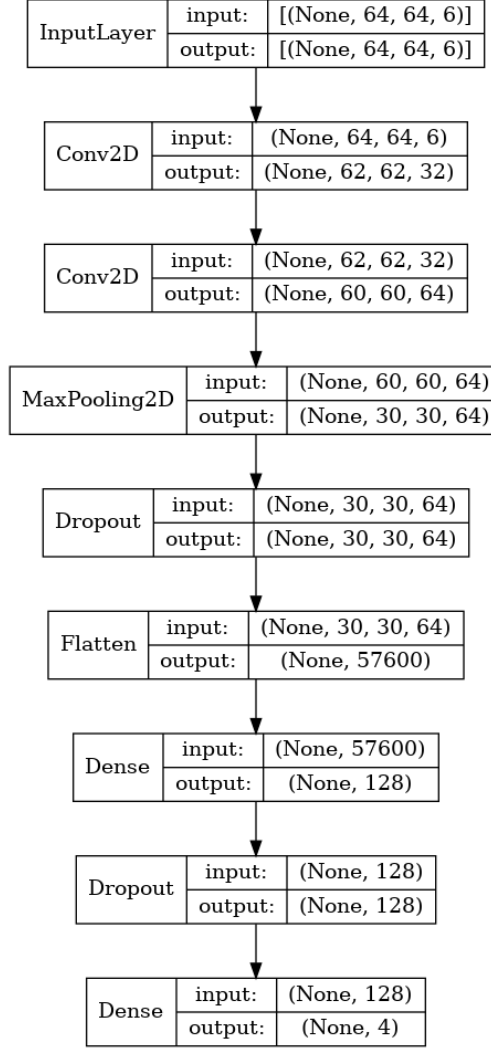 InputLayer
input: [(None, 64, 64, 6)]
output: [(None, 64, 64, 6)]
Conv2D
input: (None, 64, 64, 6)
output: (None, 62, 62, 32)
Conv2D
input: (None, 62, 62, 32)
output: (None, 60, 60, 64)
MaxPooling2D
input: (None, 60, 60, 64)
output: (None, 30, 30, 64)
Dropout
input: (None, 30, 30, 64)
output: (None, 30, 30, 64)
Flatten
input: (None, 30, 30, 64)
output: (None, 57600)
Dense
input: (None, 57600)
output: (None, 128)
Dropout
input: (None, 128)
output: (None, 128)
Dense
input: (None, 128)
output: (None, 4)